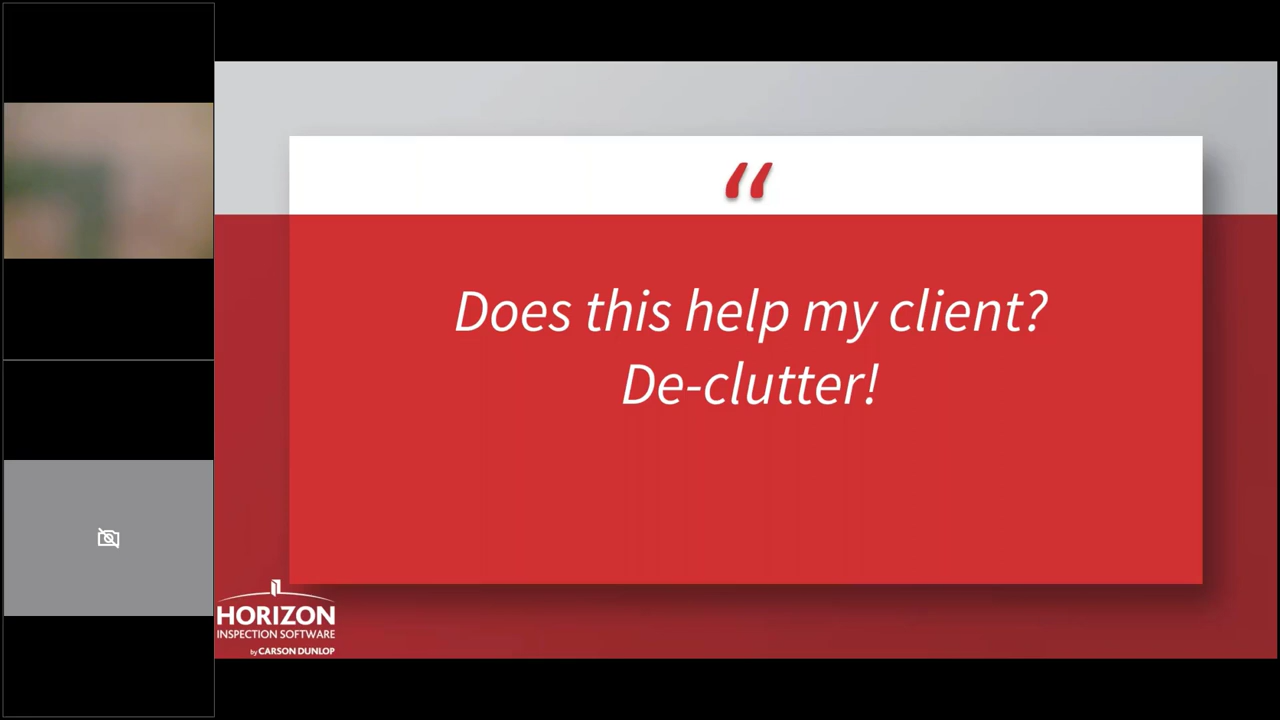 “
Does this help my client?
De-clutter!
HORIZON
INSPECTION SOFTWARE
by CARSON DUNLOP